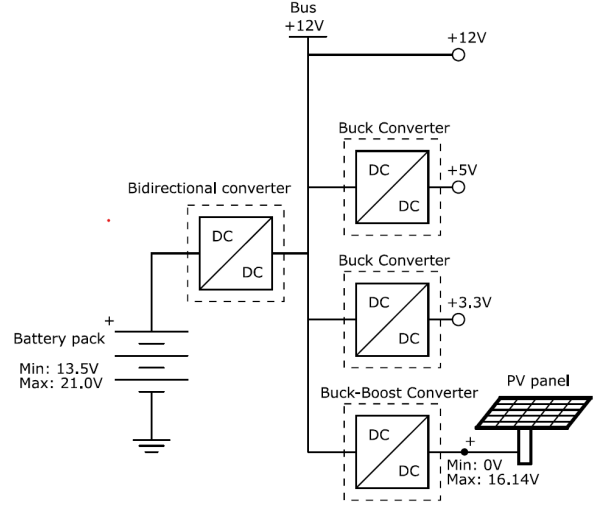 Bus
+12V
+12V
Buck Converter
DC
DC
+5V
Bidirectional converter
DC
DC
Buck Converter
DC
DC
+3.3V
+
Battery pack
Min: 13.5V
Max: 21.0V
Buck-Boost Converter
DC
DC
PV panel
+
Min: 0V
Max: 16.14V